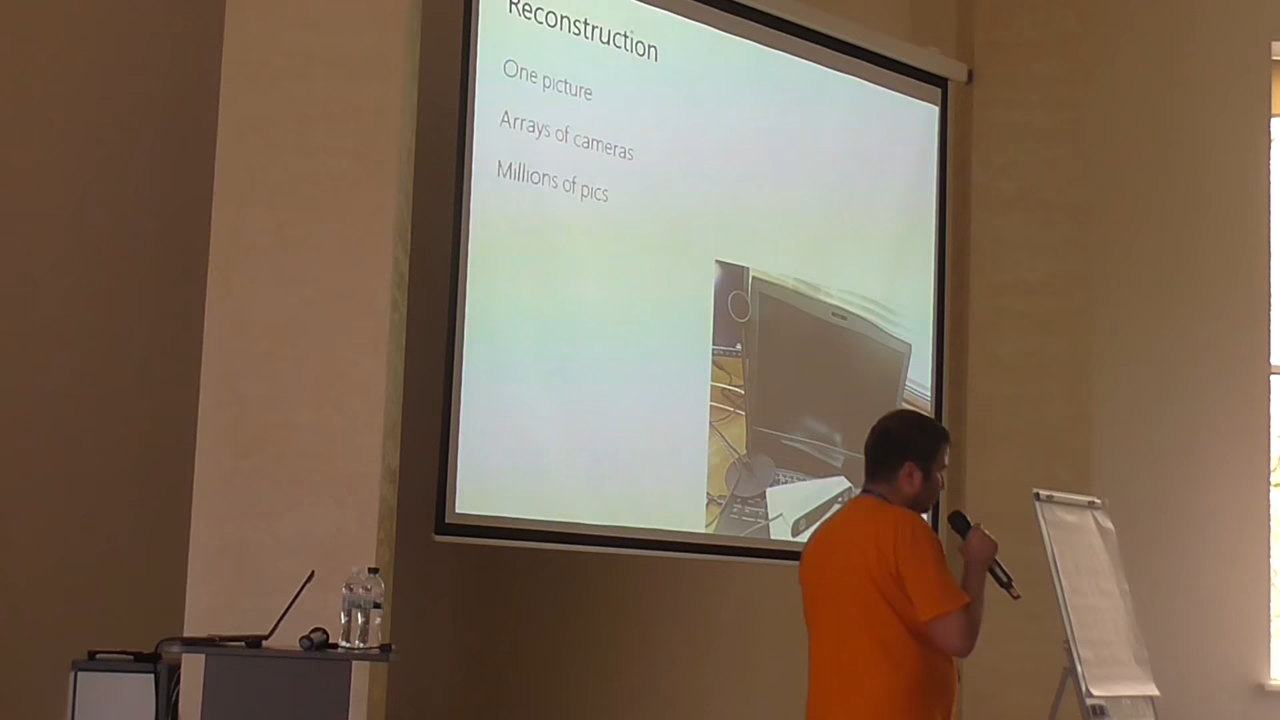 Reconstruction
One picture
Arrays of cameras
Millions of pics